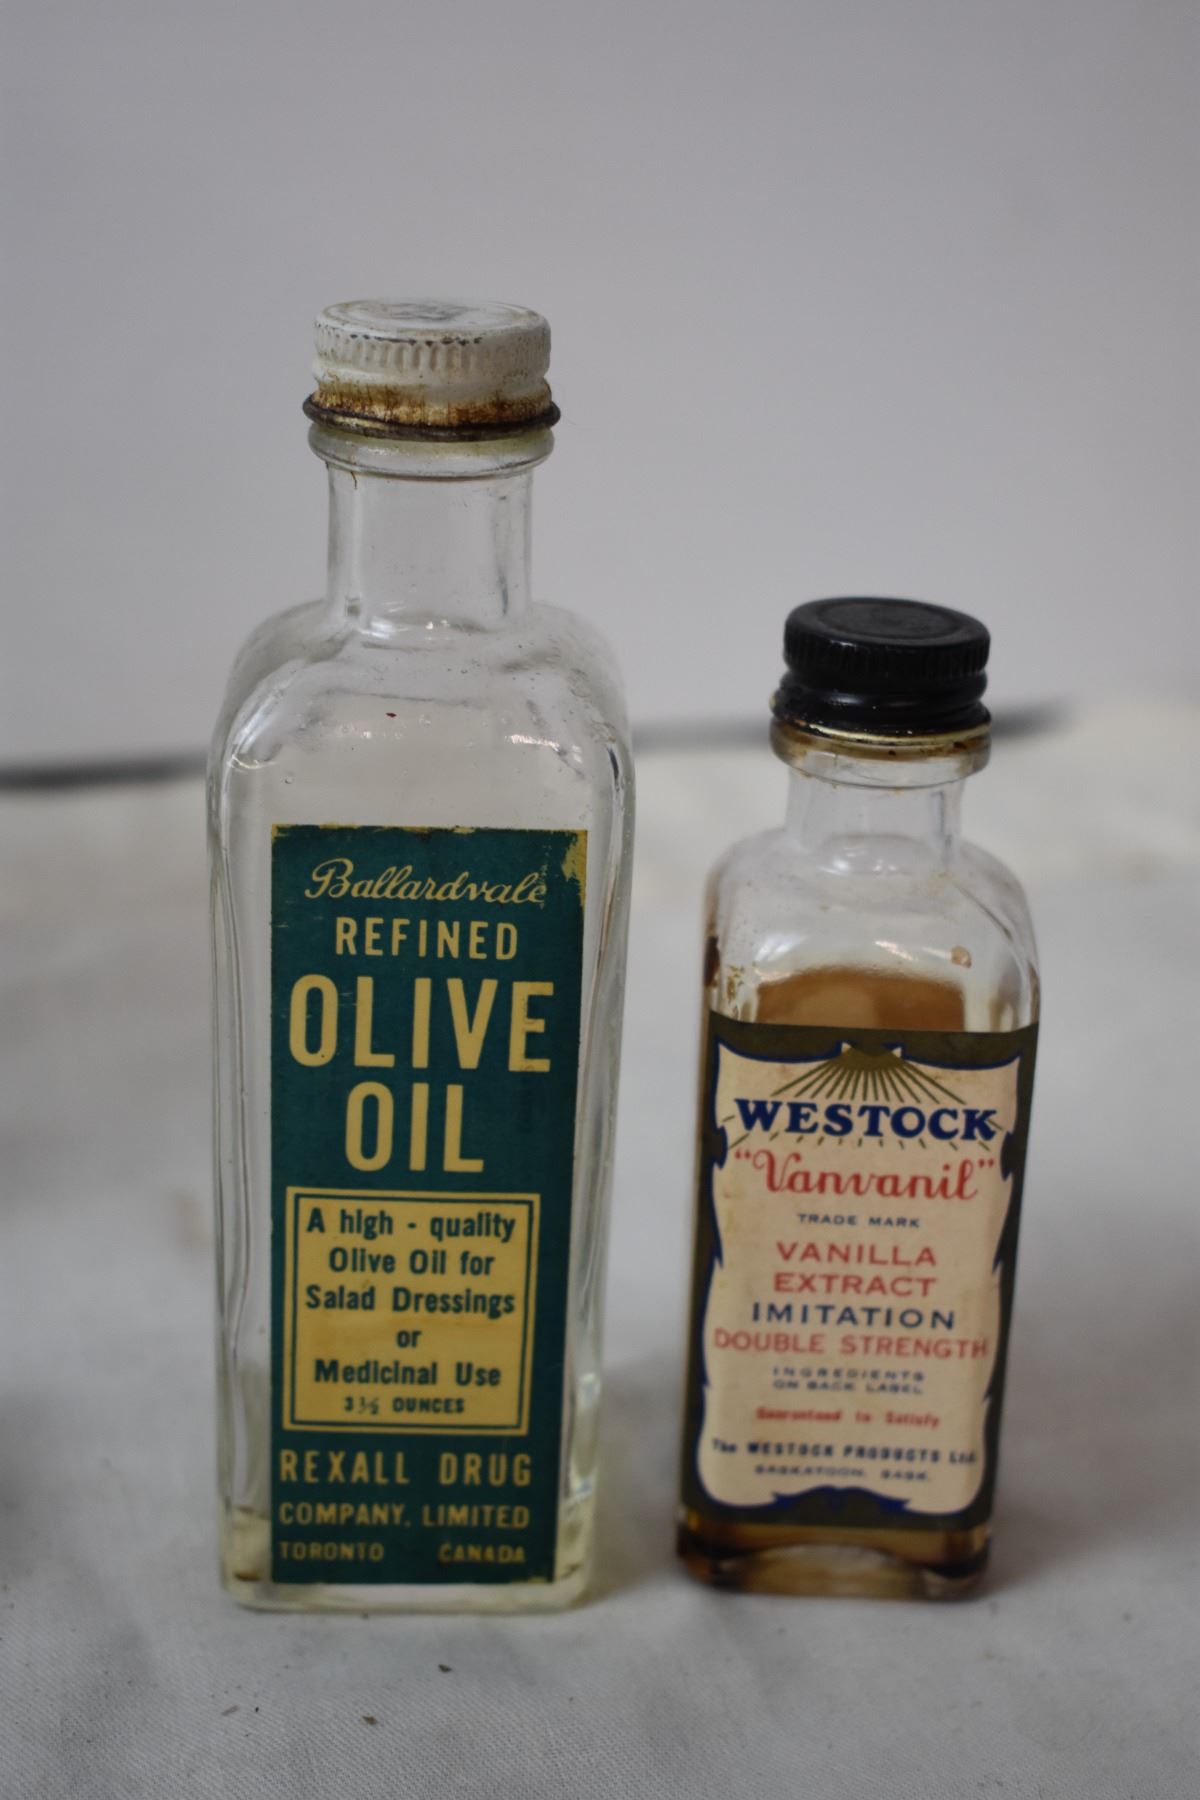 Ballardvale
REFINED
OLIVE
OIL
A high - quality
Olive Oil for
Salad Dressings
or
Medicinal Use
3½ OUNCES
REXALL DRUG
COMPANY, LIMITED
TORONTO CANADA
WESTOCK
"Vanvanil"
TRADE MARK
VANILLA
EXTRACT
IMITATION
DOUBLE STRENGTH
INGREDIENTS
ON BACK LABEL
Guaranteed to Satisfy
The WESTOCK PRODUCTS Ltd.
SASKATOON, SASK.